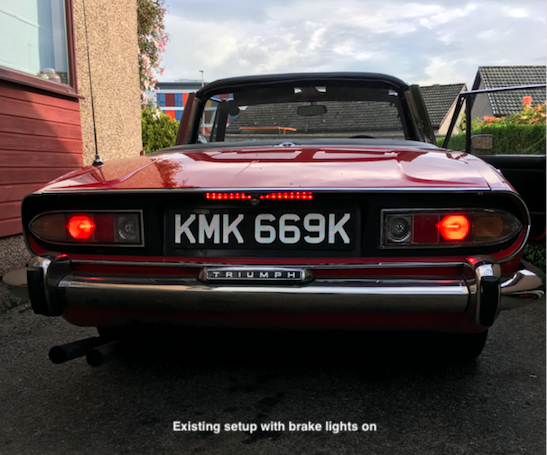 KMK 669K
TRIUMPH
Existing setup with brake lights on